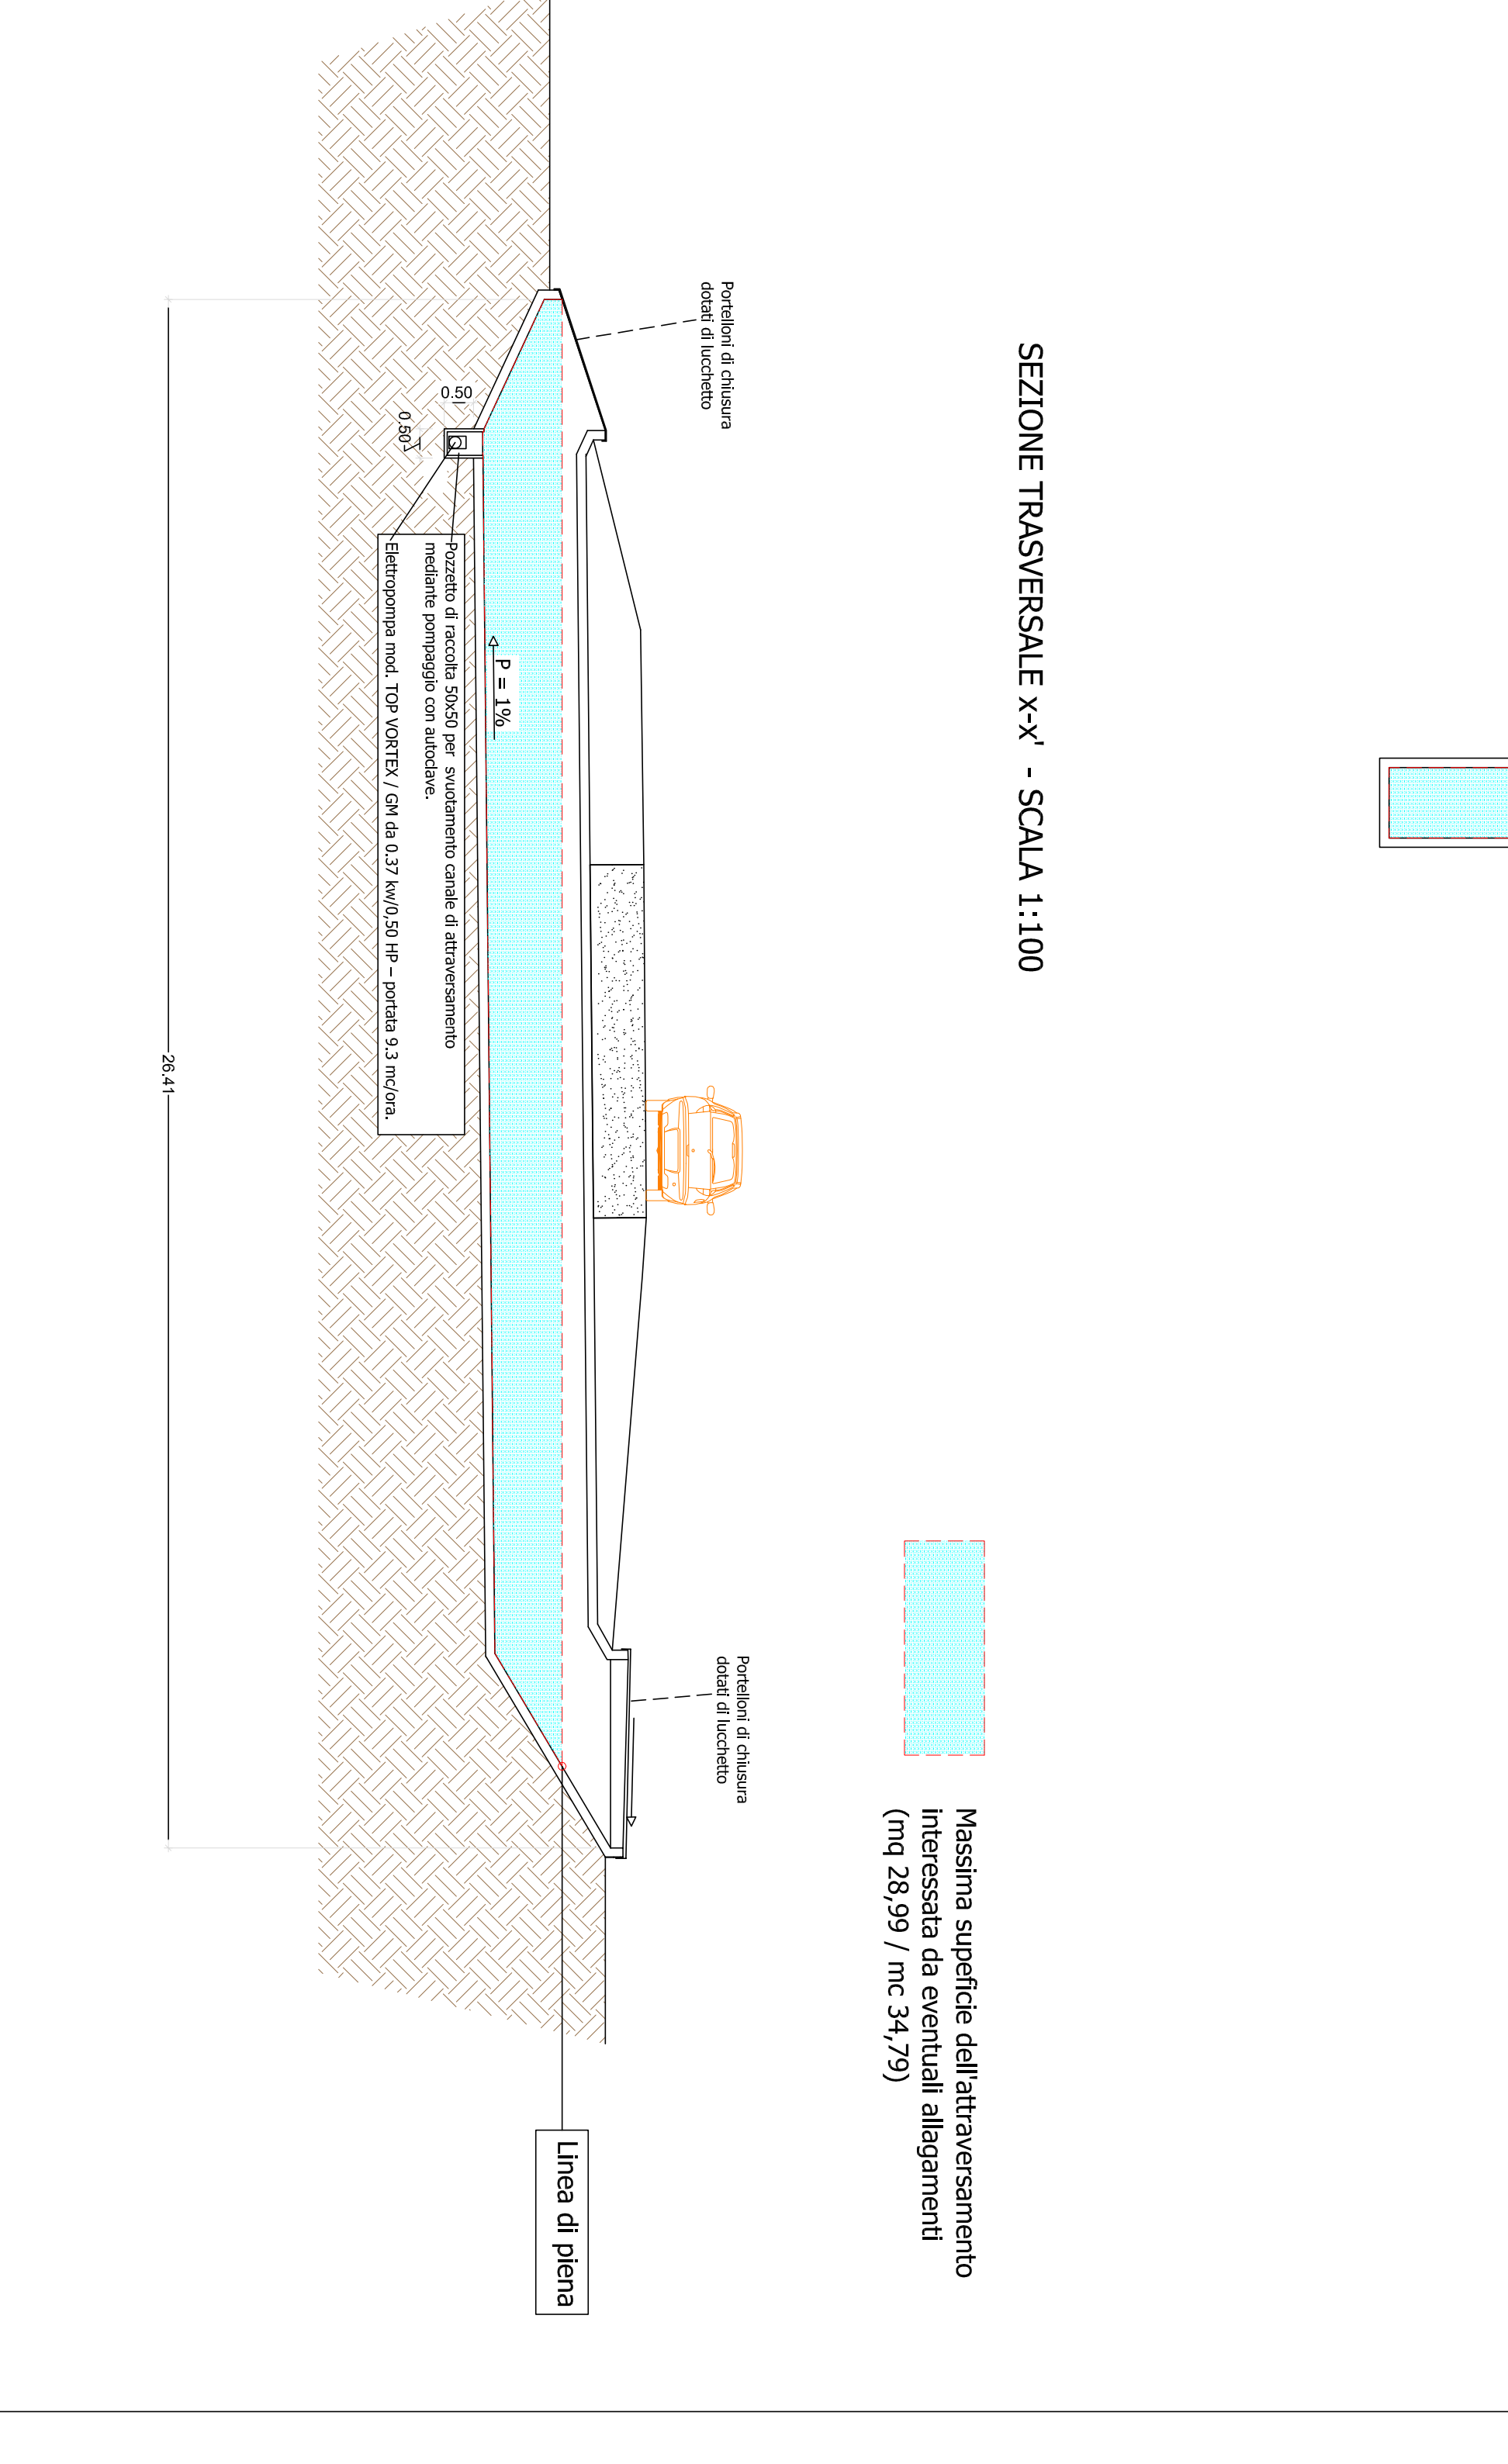 SEZIONE TRASVERSALE x-x' - SCALA 1:100
Massima supeficie dell'attraversamento
interessata da eventuali allagamenti
(mq 28,99 / mc 34,79)
Portelloni di chiusura
dotati di lucchetto
Portelloni di chiusura
dotati di lucchetto
Linea di piena
P = 1%
0.50
0.50
Pozzetto di raccolta 50x50 per svuotamento canale di attraversamento
mediante pompaggio con autoclave.
Elettropompa mod. TOP VORTEX / GM da 0.37 kw/0,50 HP – portata 9.3 mc/ora.
26.41